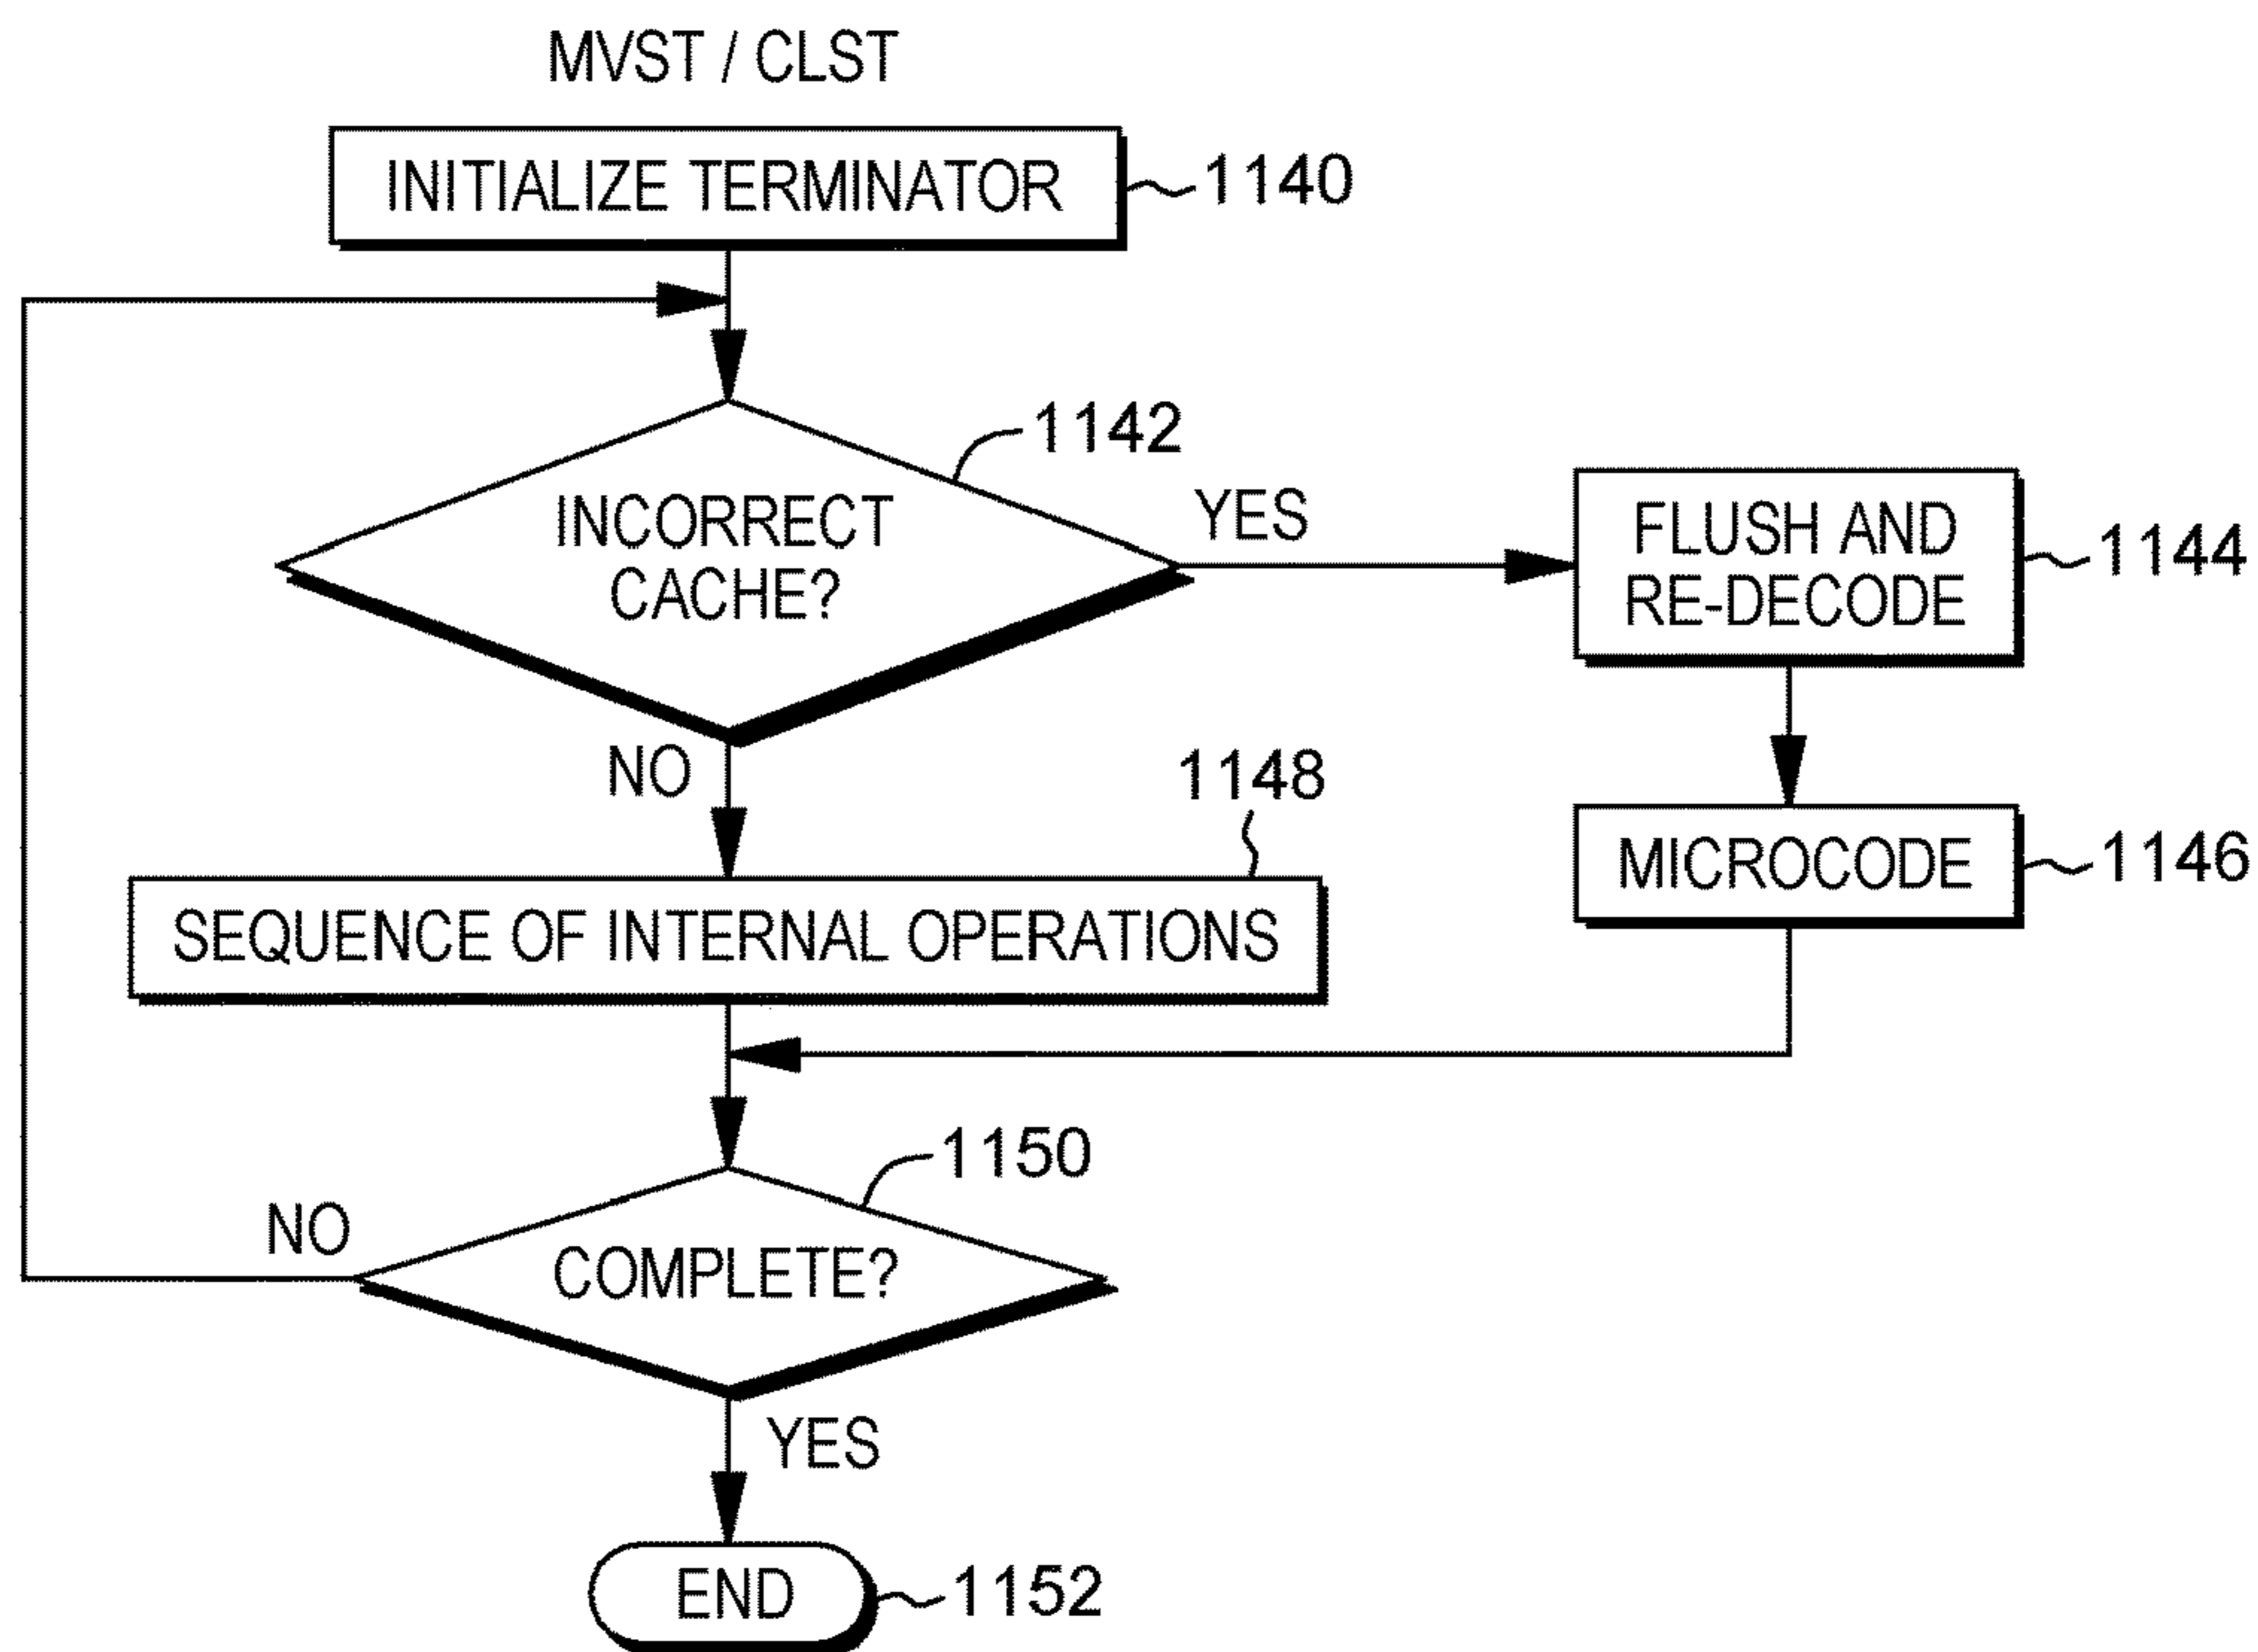 MVST / CLST
INITIALIZE TERMINATOR
1140
1142
INCORRECT
CACHE?
YES
FLUSH AND
RE-DECODE
1144
NO
1148
MICROCODE
1146
SEQUENCE OF INTERNAL OPERATIONS
1150
NO
COMPLETE?
YES
END
1152